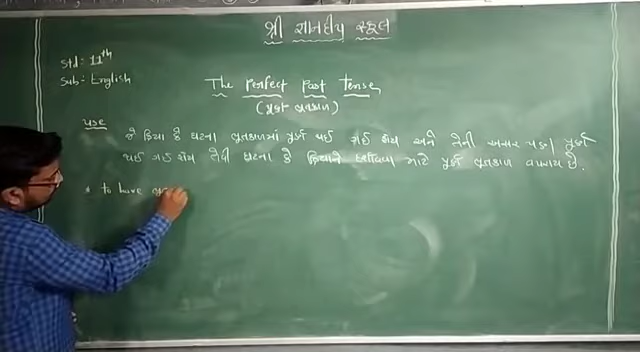 શ્રી સાનદીપ સ્કૂલ
Std:- 11th
Sub:- English
The Perfect Past Tense,
(પૂર્ણ ભૂતકાળ)
use
જે ક્રિયા કે ઘટના ભૂતકાળમાં પૂર્ણ થઈ ગઈ હોય અને તેની અસર પણ પૂર્ણ
થઈ ગઈ હોય તેવી ઘટના કે ક્રિયાને દર્શાવવા માટે પૂર્ણ ભૂતકાળ વપરાય છે.
* to have